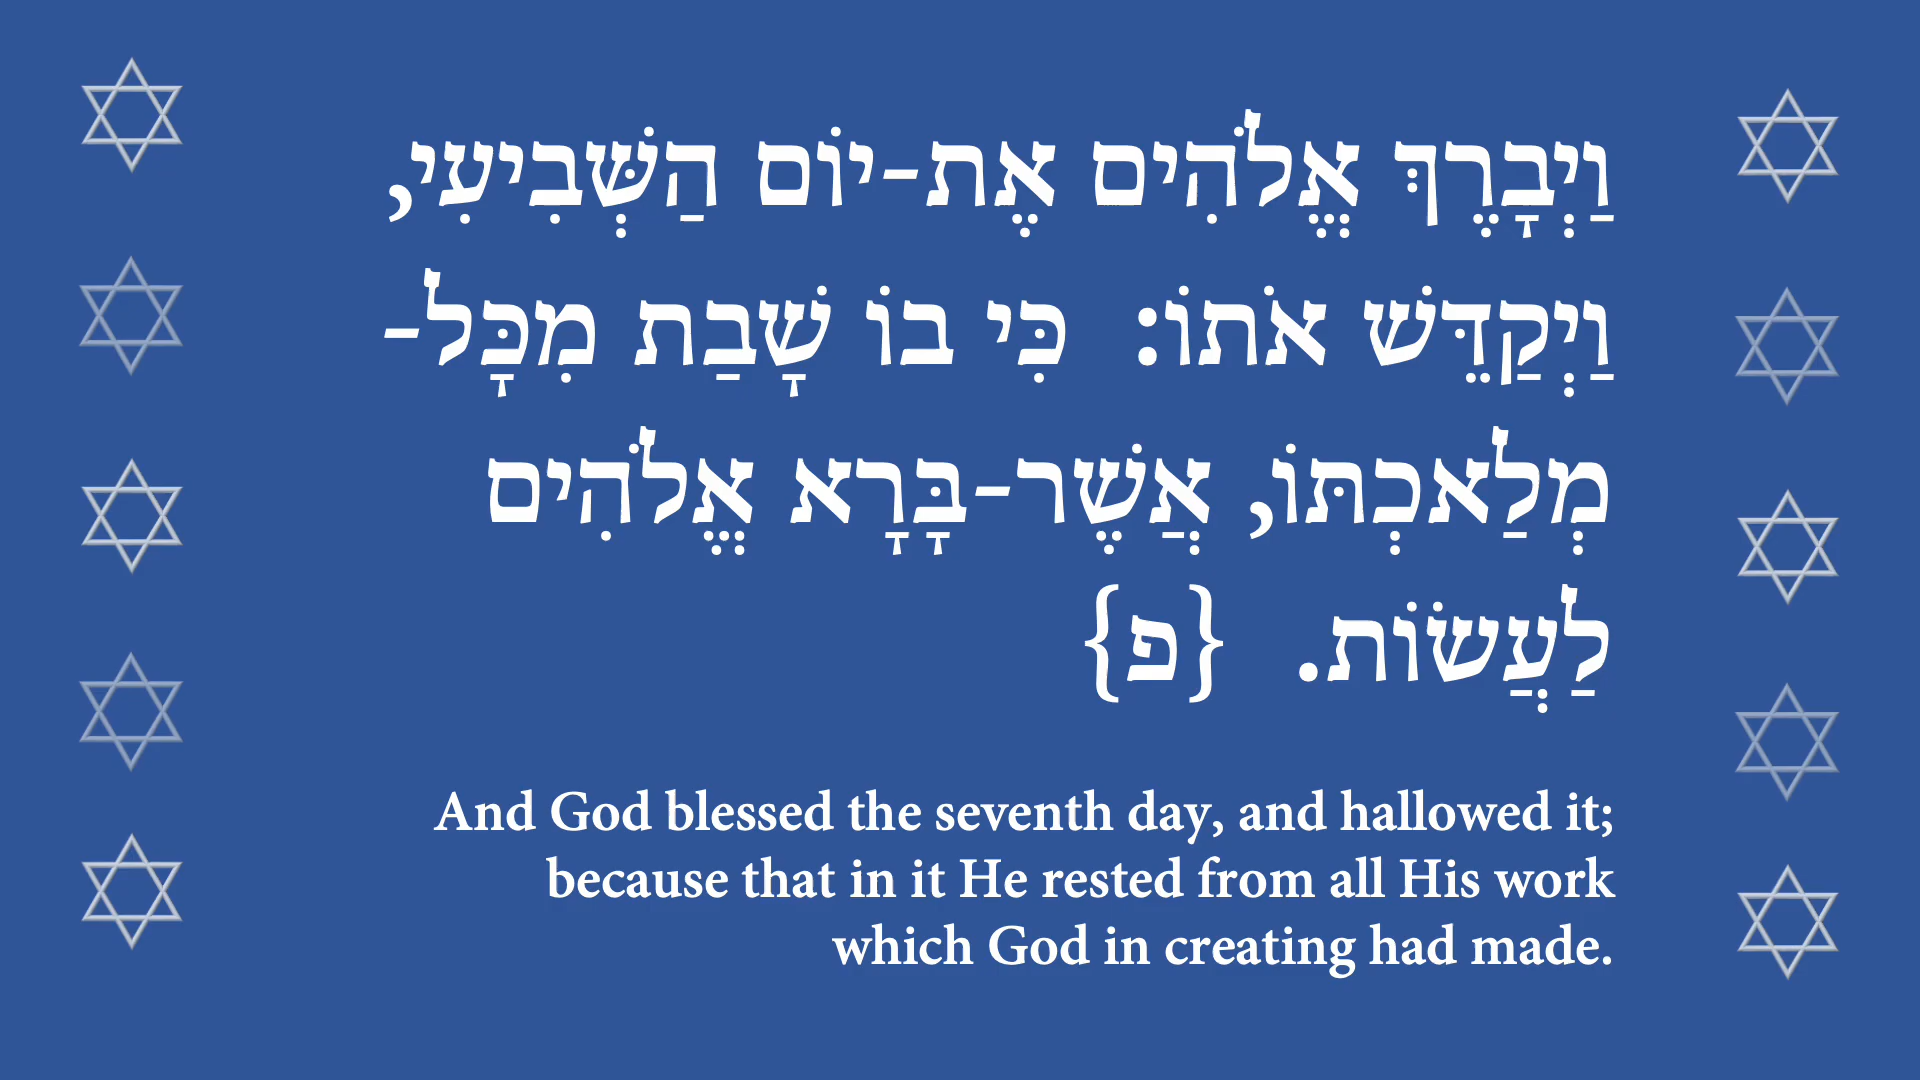 וַיְבָרֶךְ אֱלֹהִים אֶת-יוֹם הַשְּׁבִיעִי,
וַיְקַדֵּשׁ אֹתוֹ:  כִּי בוֹ שָׁבַת מִכָּל-
מְלַאכְתּוֹ, אֲשֶׁר-בָּרָא אֱלֹהִים
לַעֲשׂוֹת.  {פ}
And God blessed the seventh day, and hallowed it;
because that in it He rested from all His work
which God in creating had made.